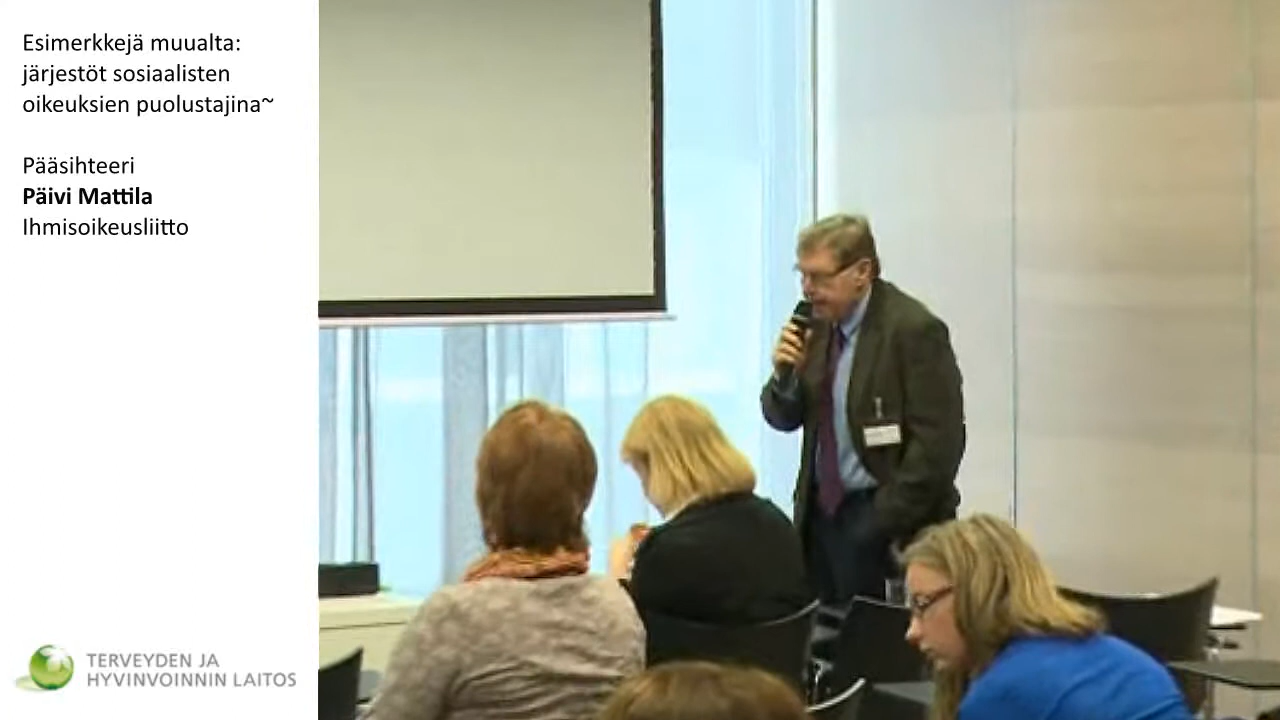 Esimerkkejä muualta:
järjestöt sosiaalisten
oikeuksien puolustajina~
Pääsihteeri
Päivi Mattila
Ihmisoikeusliitto
TERVEYDEN JA
HYVINVOINNIN LAITOS